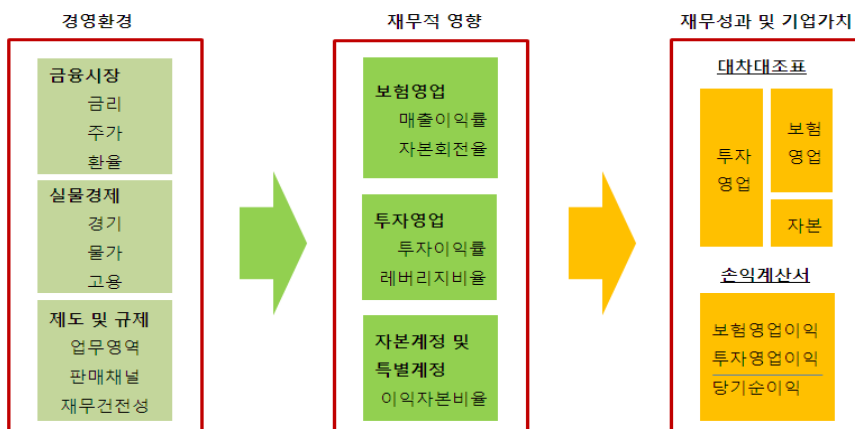 경영환경
금융시장
금리
주가
환율
실물경제
경기
물가
고용
제도 및 규제
업무영역
판매채널
재무건전성
재무적 영향
보험영업
매출이익률
자본회전율
투자영업
투자이익률
레버리지비율
자본계정 및
특별계정
이익자본비율
재무성과 및 기업가치
대차대조표
투자
영업
보험
영업
자본
손익계산서
보험영업이익
투자영업이익
당기순이익